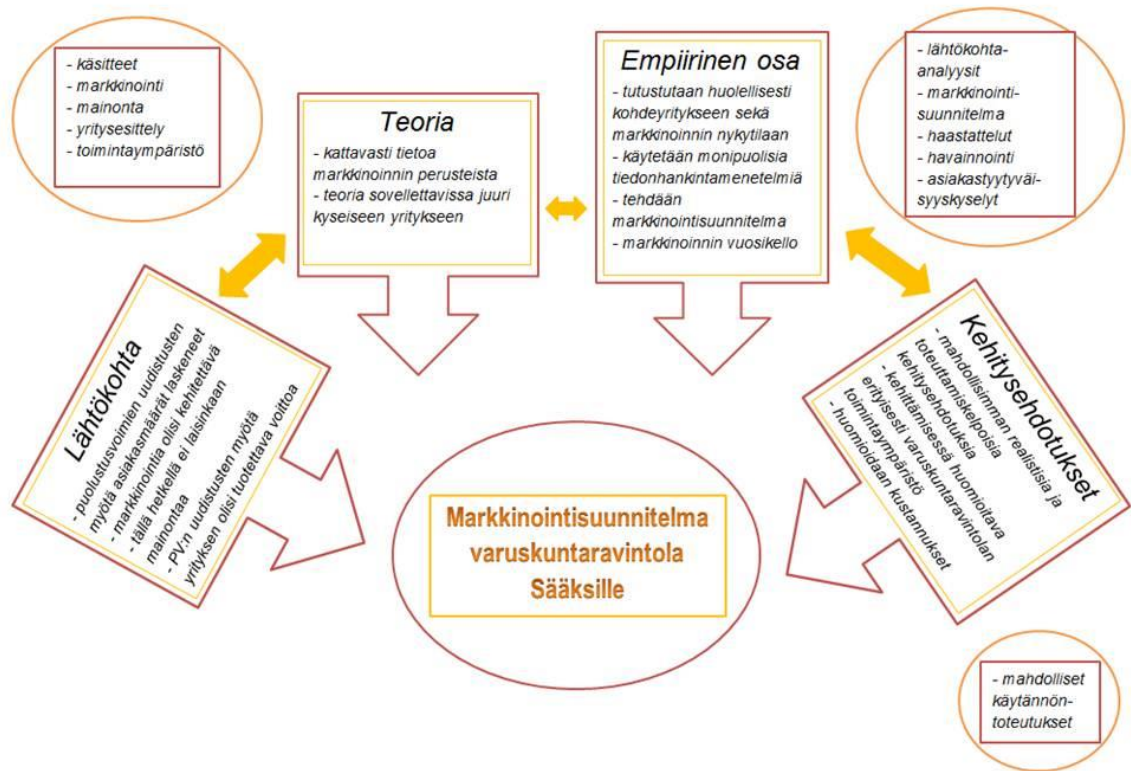 - käsitteet
- markkinointi
- mainonta
- yritysesittely
- toimintaympäristö
Teoria
- kattavasti tietoa
markkinoinnin perusteista
- teoria sovellettavissa juuri
kyseiseen yritykseen
Empiirinen osa
- tutustutaan huolellisesti
kohdeyritykseen sekä
markkinoinnin nykytilaan
- käytetään monipuolisia
tiedonhankintamenetelmiä
- tehdään
markkinointisuunnitelma
- markkinoinnin vuosikello
- lähtökohta-
analyysit
- markkinointi-
suunnitelma
- haastattelut
- havainnointi
- asiakastyytyväi-
syyskyselyt
Lähtökohta
- puolustusvoimien uudistusten
myötä asiakasmäärät laskeneet
- markkinointia olisi kehitettävä
- tällä hetkellä ei laisinkaan
mainontaa
- PV:n uudistusten myötä
yrityksen olisi tuotettava voittoa
Kehitysehdotukset
- mahdollisimman realistisia ja
toteuttamiskelpoisia
kehitysehdotuksia
- kehittämisessä huomioitava
erityisesti varuskuntaravintolan
toimintaympäristö
- huomioidaan kustannukset
Markkinointisuunnitelma
varuskuntaravintola
Sääksille
- mahdolliset
käytännön-
toteutukset